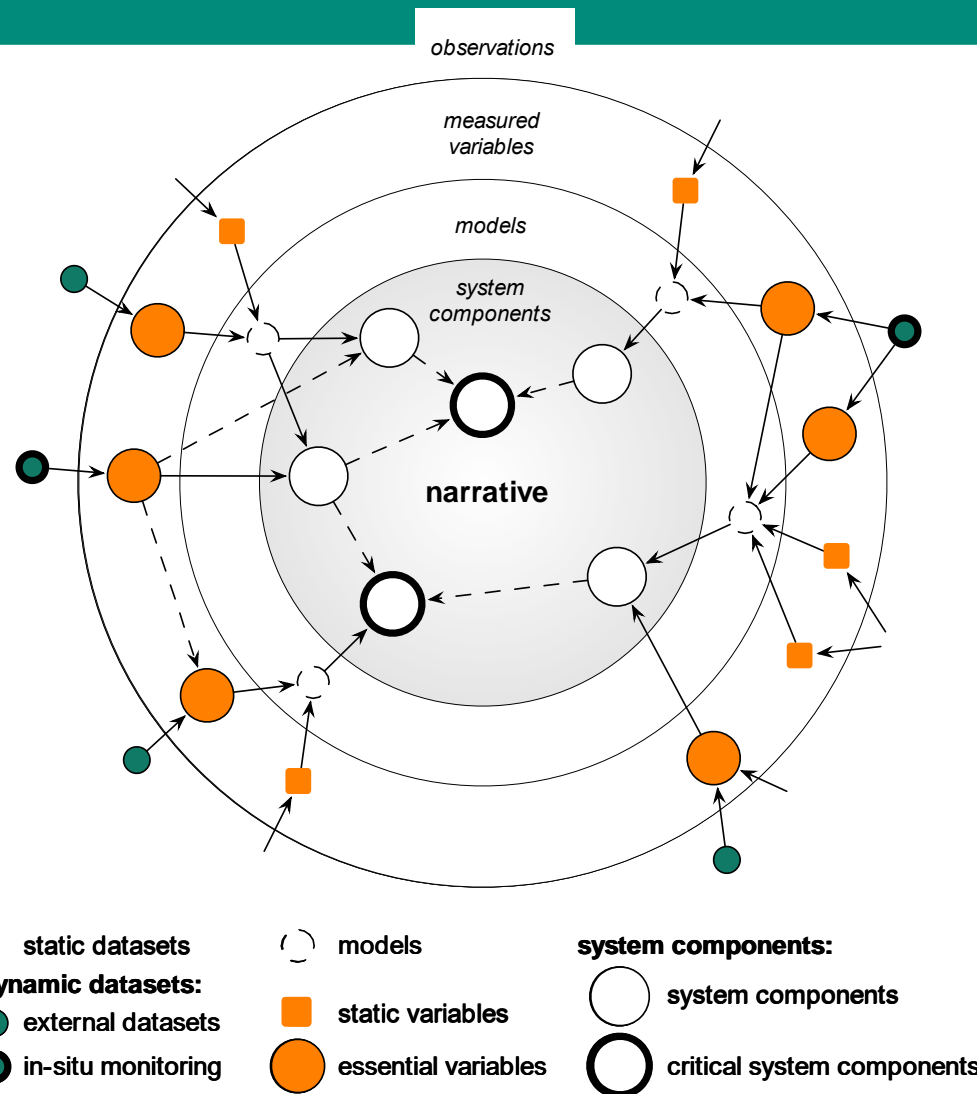 observations
measured
variables
models
system
components
narrative
static datasets
models
system components:
ynamic datasets:
system components
external datasets
static variables
in-situ monitoring
essential variables
critical system components